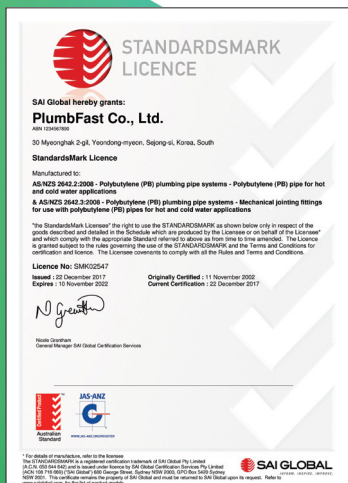 STANDARDSMARK
LICENCE
SAI Global hereby grants:
PlumbFast Co., Ltd.
ABN 1234567890
30 Myeonghak 2-gil, Yeondong-myeon, Sejong-si, Korea, South
StandardsMark Licence
Manufactured to:
AS/NZS 2642.2:2008 - Polybutylene (PB) plumbing pipe systems - Polybutylene (PB) pipe for hot
and cold water applications
& AS/NZS 2642.3:2008 - Polybutylene (PB) plumbing pipe systems - Mechanical jointing fittings
for use with polybutylene (PB) pipes for hot and cold water applications
"the StandardsMark Licensee" the right to use the STANDARDSMARK as shown below only in respect of the
goods described and detailed in the Schedule which are produced by the Licensee or on behalf of the Licensee*
and which comply with the appropriate Standard referred to above as from time to time amended. The Licence
is granted subject to the rules governing the use of the STANDARDSMARK and the Terms and Conditions for
certification and licence. The Licensee covenants to comply with all the Rules and Terms and Conditions.
Licence No: SMK02547
Issued : 22 December 2017 Originally Certified : 11 November 2002
Expires : 10 November 2022 Current Certification : 22 December 2017
Nicole Grantham
General Manager SAI Global Certification Services
Certified Product
Australian
Standard
JAS-ANZ
WWW.JAS-ANZ.ORG/REGISTER
* For details of manufacture, refer to the licensee
The STANDARDSMARK is a registered certification trademark of SAI Global Pty Limited
(A.C.N. 050 644 642) and is issued under licence by SAI Global Certification Services Pty Limited
(ACN 108 716 669) ("SAI Global") 680 George Street, Sydney NSW 2000, GPO Box 5420 Sydney
NSW 2001. This certificate remains the property of SAI Global and must be returned to SAI Global upon its request. Refer to
SAI GLOBAL